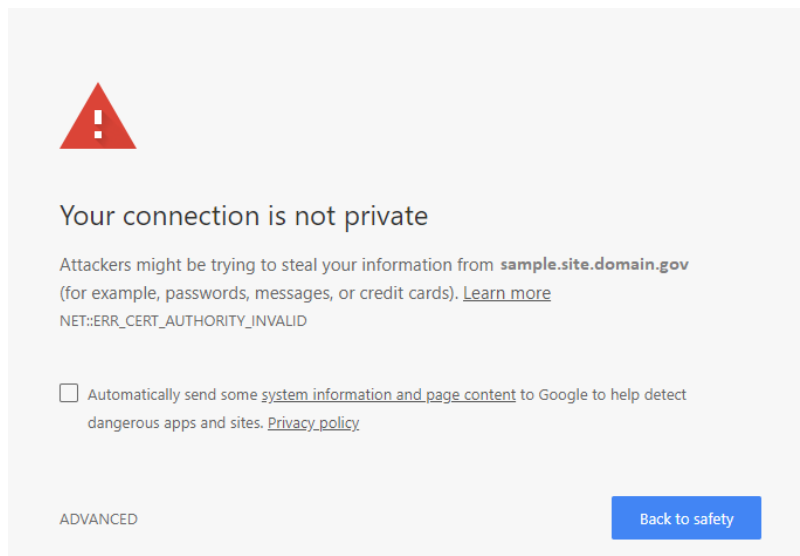 Your connection is not private
Attackers might be trying to steal your information from sample.site.domain.gov
(for example, passwords, messages, or credit cards). Learn more
NET::ERR_CERT_AUTHORITY_INVALID
Automatically send some system information and page content to Google to help detect
dangerous apps and sites. Privacy policy
ADVANCED
Back to safety